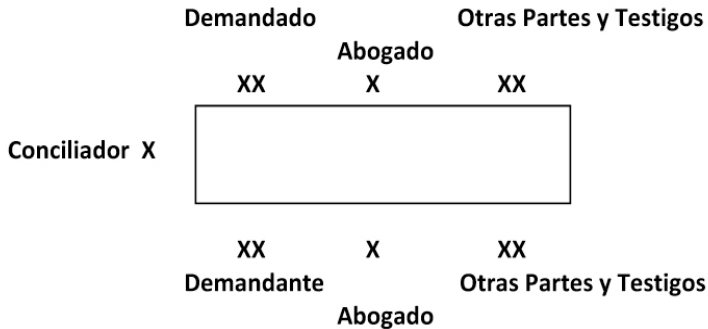 Demandado Otras Partes y Testigos
Abogado
XX X XX
Conciliador X
XX X XX
Demandante Otras Partes y Testigos
Abogado